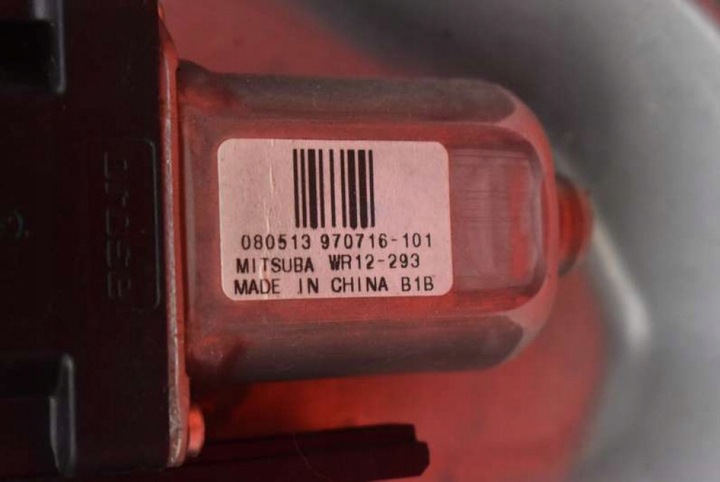 080513 970716-101
MITSUBA WR12-293
MADE IN CHINA B1B